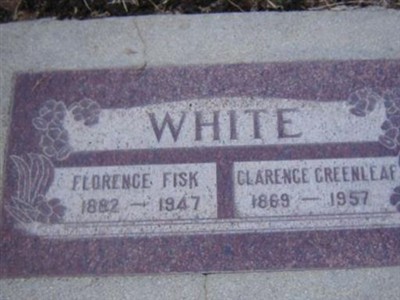 WHITE
FLORENCE FISK
1882 — 1947
CLARENCE GREENLEAF
1869 — 1957